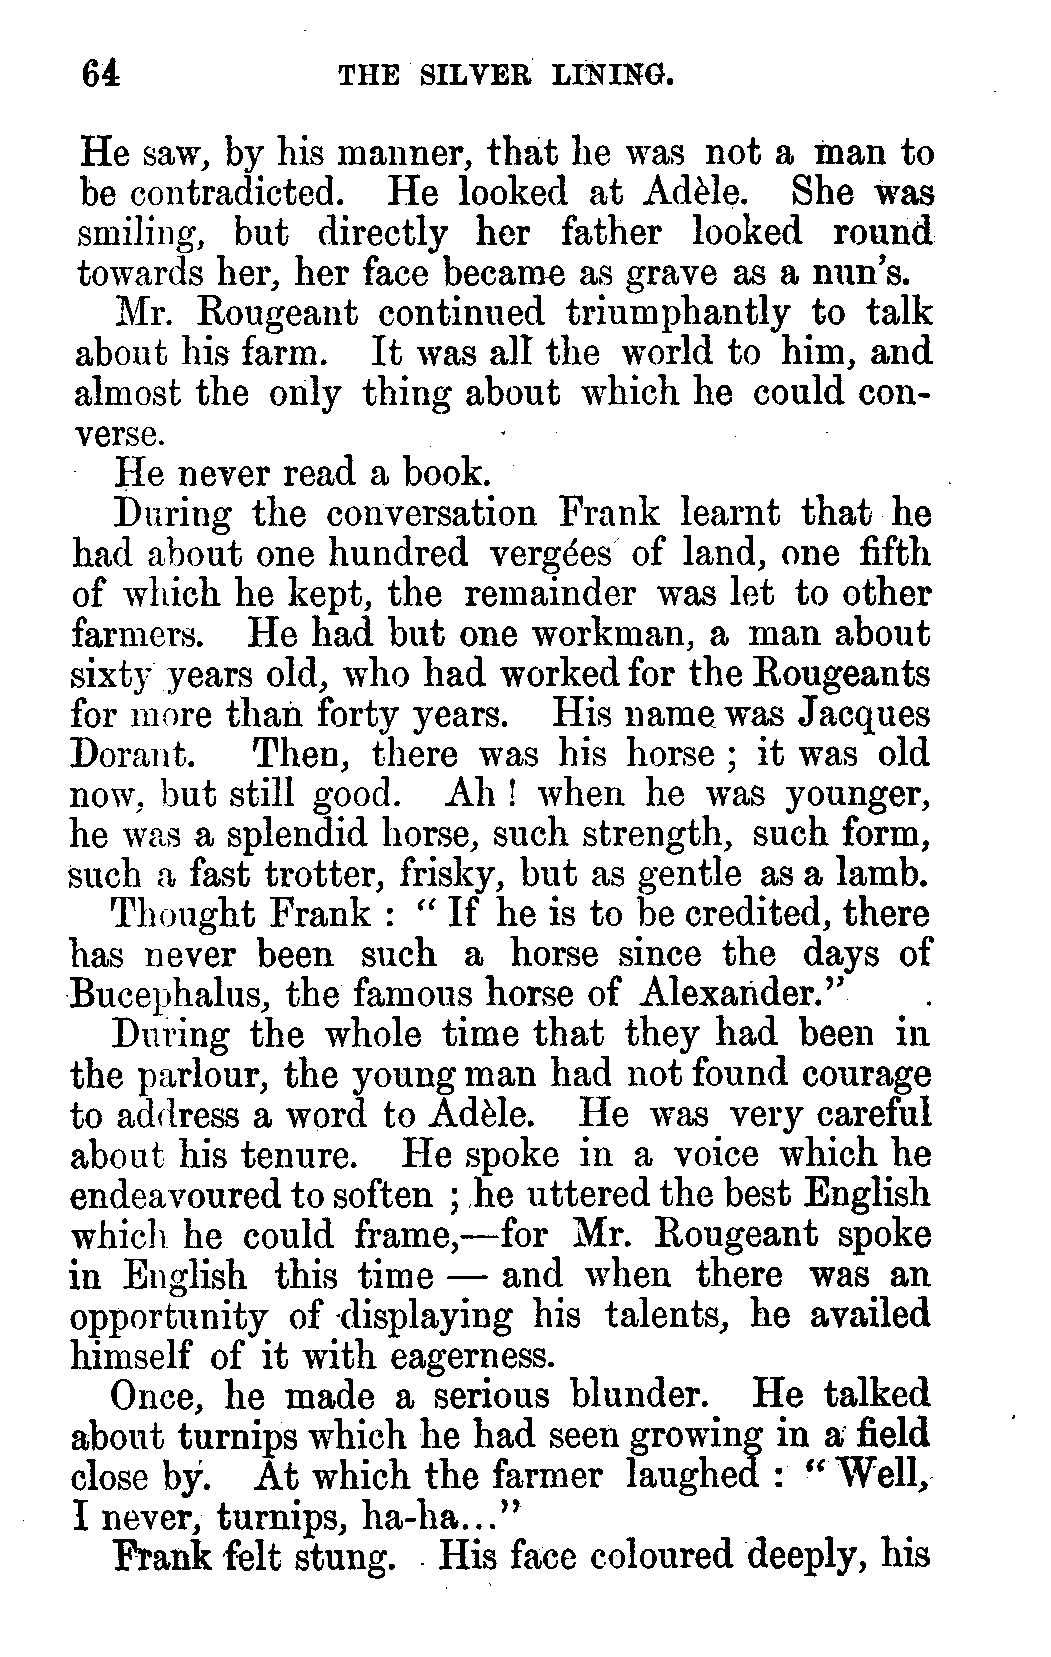 64 THE SILVER LINING.
He saw, by his manner, that he was not a man to
be contradicted. He looked at Adèle. She was
smiling, but directly her father looked round
towards her, her face became as grave as a nun's.
Mr. Rougeant continued triumphantly to talk
about his farm. It was all the world to him, and
almost the only thing about which he could con-
verse.
He never read a book.
During the conversation Frank learnt that he
had about one hundred vergées of land, one fifth
of which he kept, the remainder was let to other
farmers. He had but one workman, a man about
sixty years old, who had worked for the Rougeants
for more than forty years. His name was Jacques
Dorant. Then, there was his horse ; it was old
now, but still good. Ah ! when he was younger,
he was a splendid horse, such strength, such form,
such a fast trotter, frisky, but as gentle as a lamb.
Thought Frank : “ If he is to be credited, there
has never been such a horse since the days of
Bucephalus, the famous horse of Alexander.”
During the whole time that they had been in
the parlour, the young man had not found courage
to address a word to Adèle. He was very careful
about his tenure. He spoke in a voice which he
endeavoured to soften ; he uttered the best English
which he could frame,—for Mr. Rougeant spoke
in English this time — and when there was an
opportunity of displaying his talents, he availed
himself of it with eagerness.
Once, he made a serious blunder. He talked
about turnips which he had seen growing in a field
close by. At which the farmer laughed : “ Well,
I never, turnips, ha-ha...”
Frank felt stung. His face coloured deeply, his